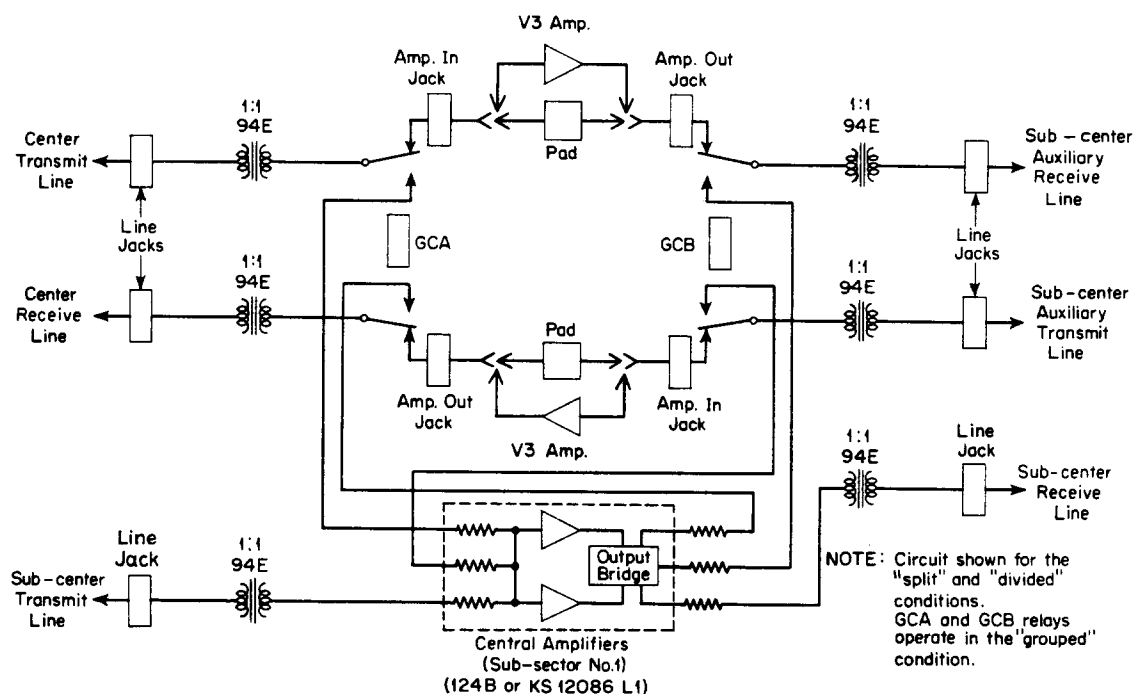 V3 Amp.
Amp. In
Jack
Amp. Out
Jack
1:1
94E
1:1
94E
Center
Transmit
Line
Pad
Sub-center
Auxiliary
Receive
Line
Line
Jacks
GCA
GCB
Line
Jacks
1:1
94E
1:1
94E
Center
Receive
Line
Pad
Sub-center
Auxiliary
Transmit
Line
Amp. Out
Jack
Amp. In
Jack
V3 Amp.
1:1
94E
Line
Jack
Sub-center
Receive
Line
Line
Jack
1:1
94E
Output
Bridge
Sub-center
Transmit
Line
NOTE: Circuit shown for the
"split" and "divided"
conditions.
GCA and GCB relays
operate in the "grouped"
condition.
Central Amplifiers
(Sub-sector No.1)
(124B or KS 12086 L1)